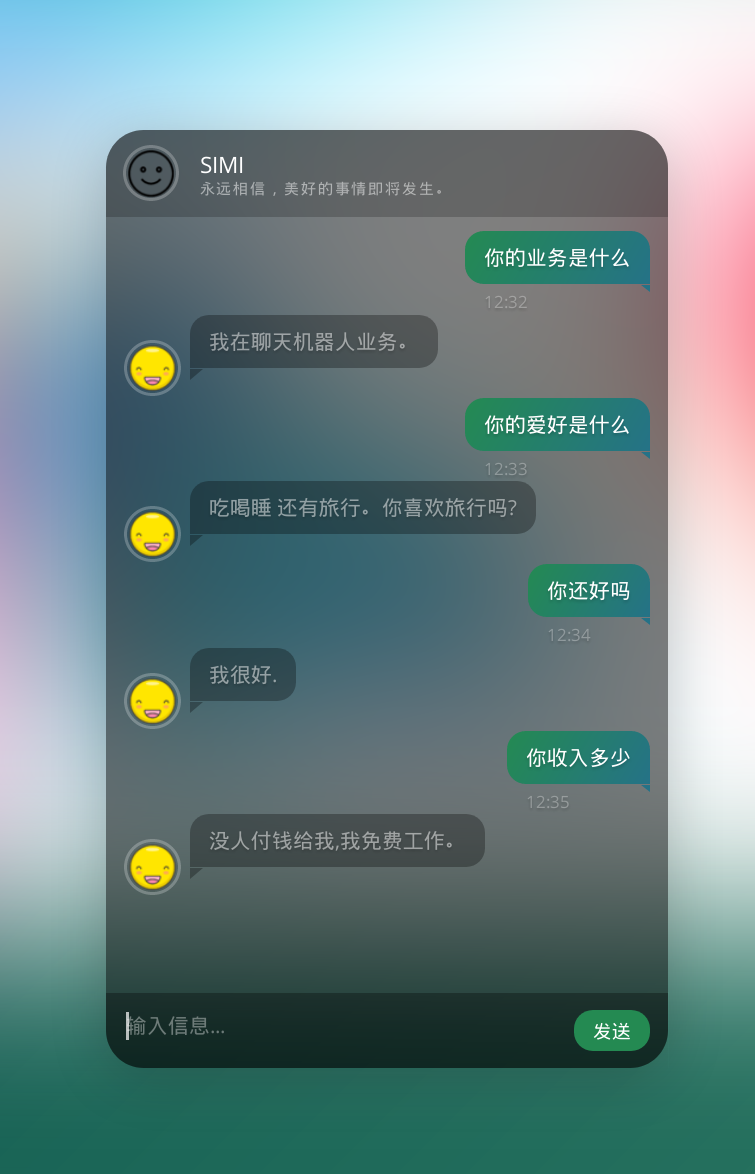 SIMI
永远相信，美好的事情即将发生。
你的业务是什么
12:32
我在聊天机器人业务。
你的爱好是什么
12:33
吃喝睡 还有旅行。你喜欢旅行吗?
你还好吗
12:34
我很好.
你收入多少
12:35
没人付钱给我,我免费工作。
输入信息...
发送